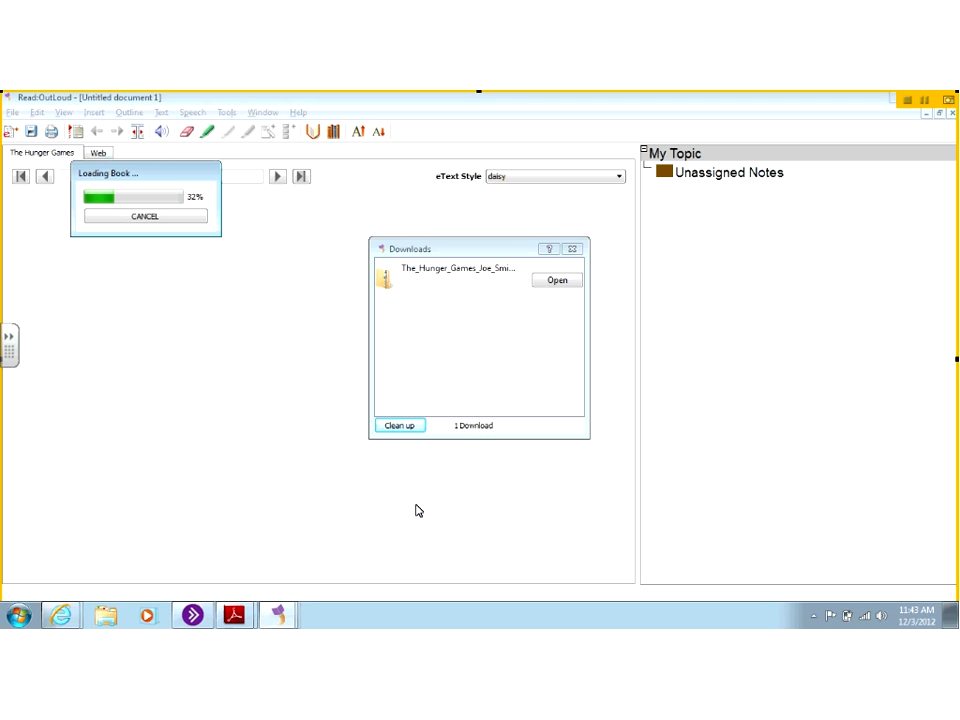 Read:OutLoud - [Untitled document 1]
File Edit View Insert Outline Text Speech Tools Window Help
The Hunger Games Web
Loading Book ...
32%
CANCEL
eText Style daisy
My Topic
Unassigned Notes
Downloads
The_Hunger_Games_Joe_Smi...
Open
Clean up 1 Download
11:43 AM
12/3/2012